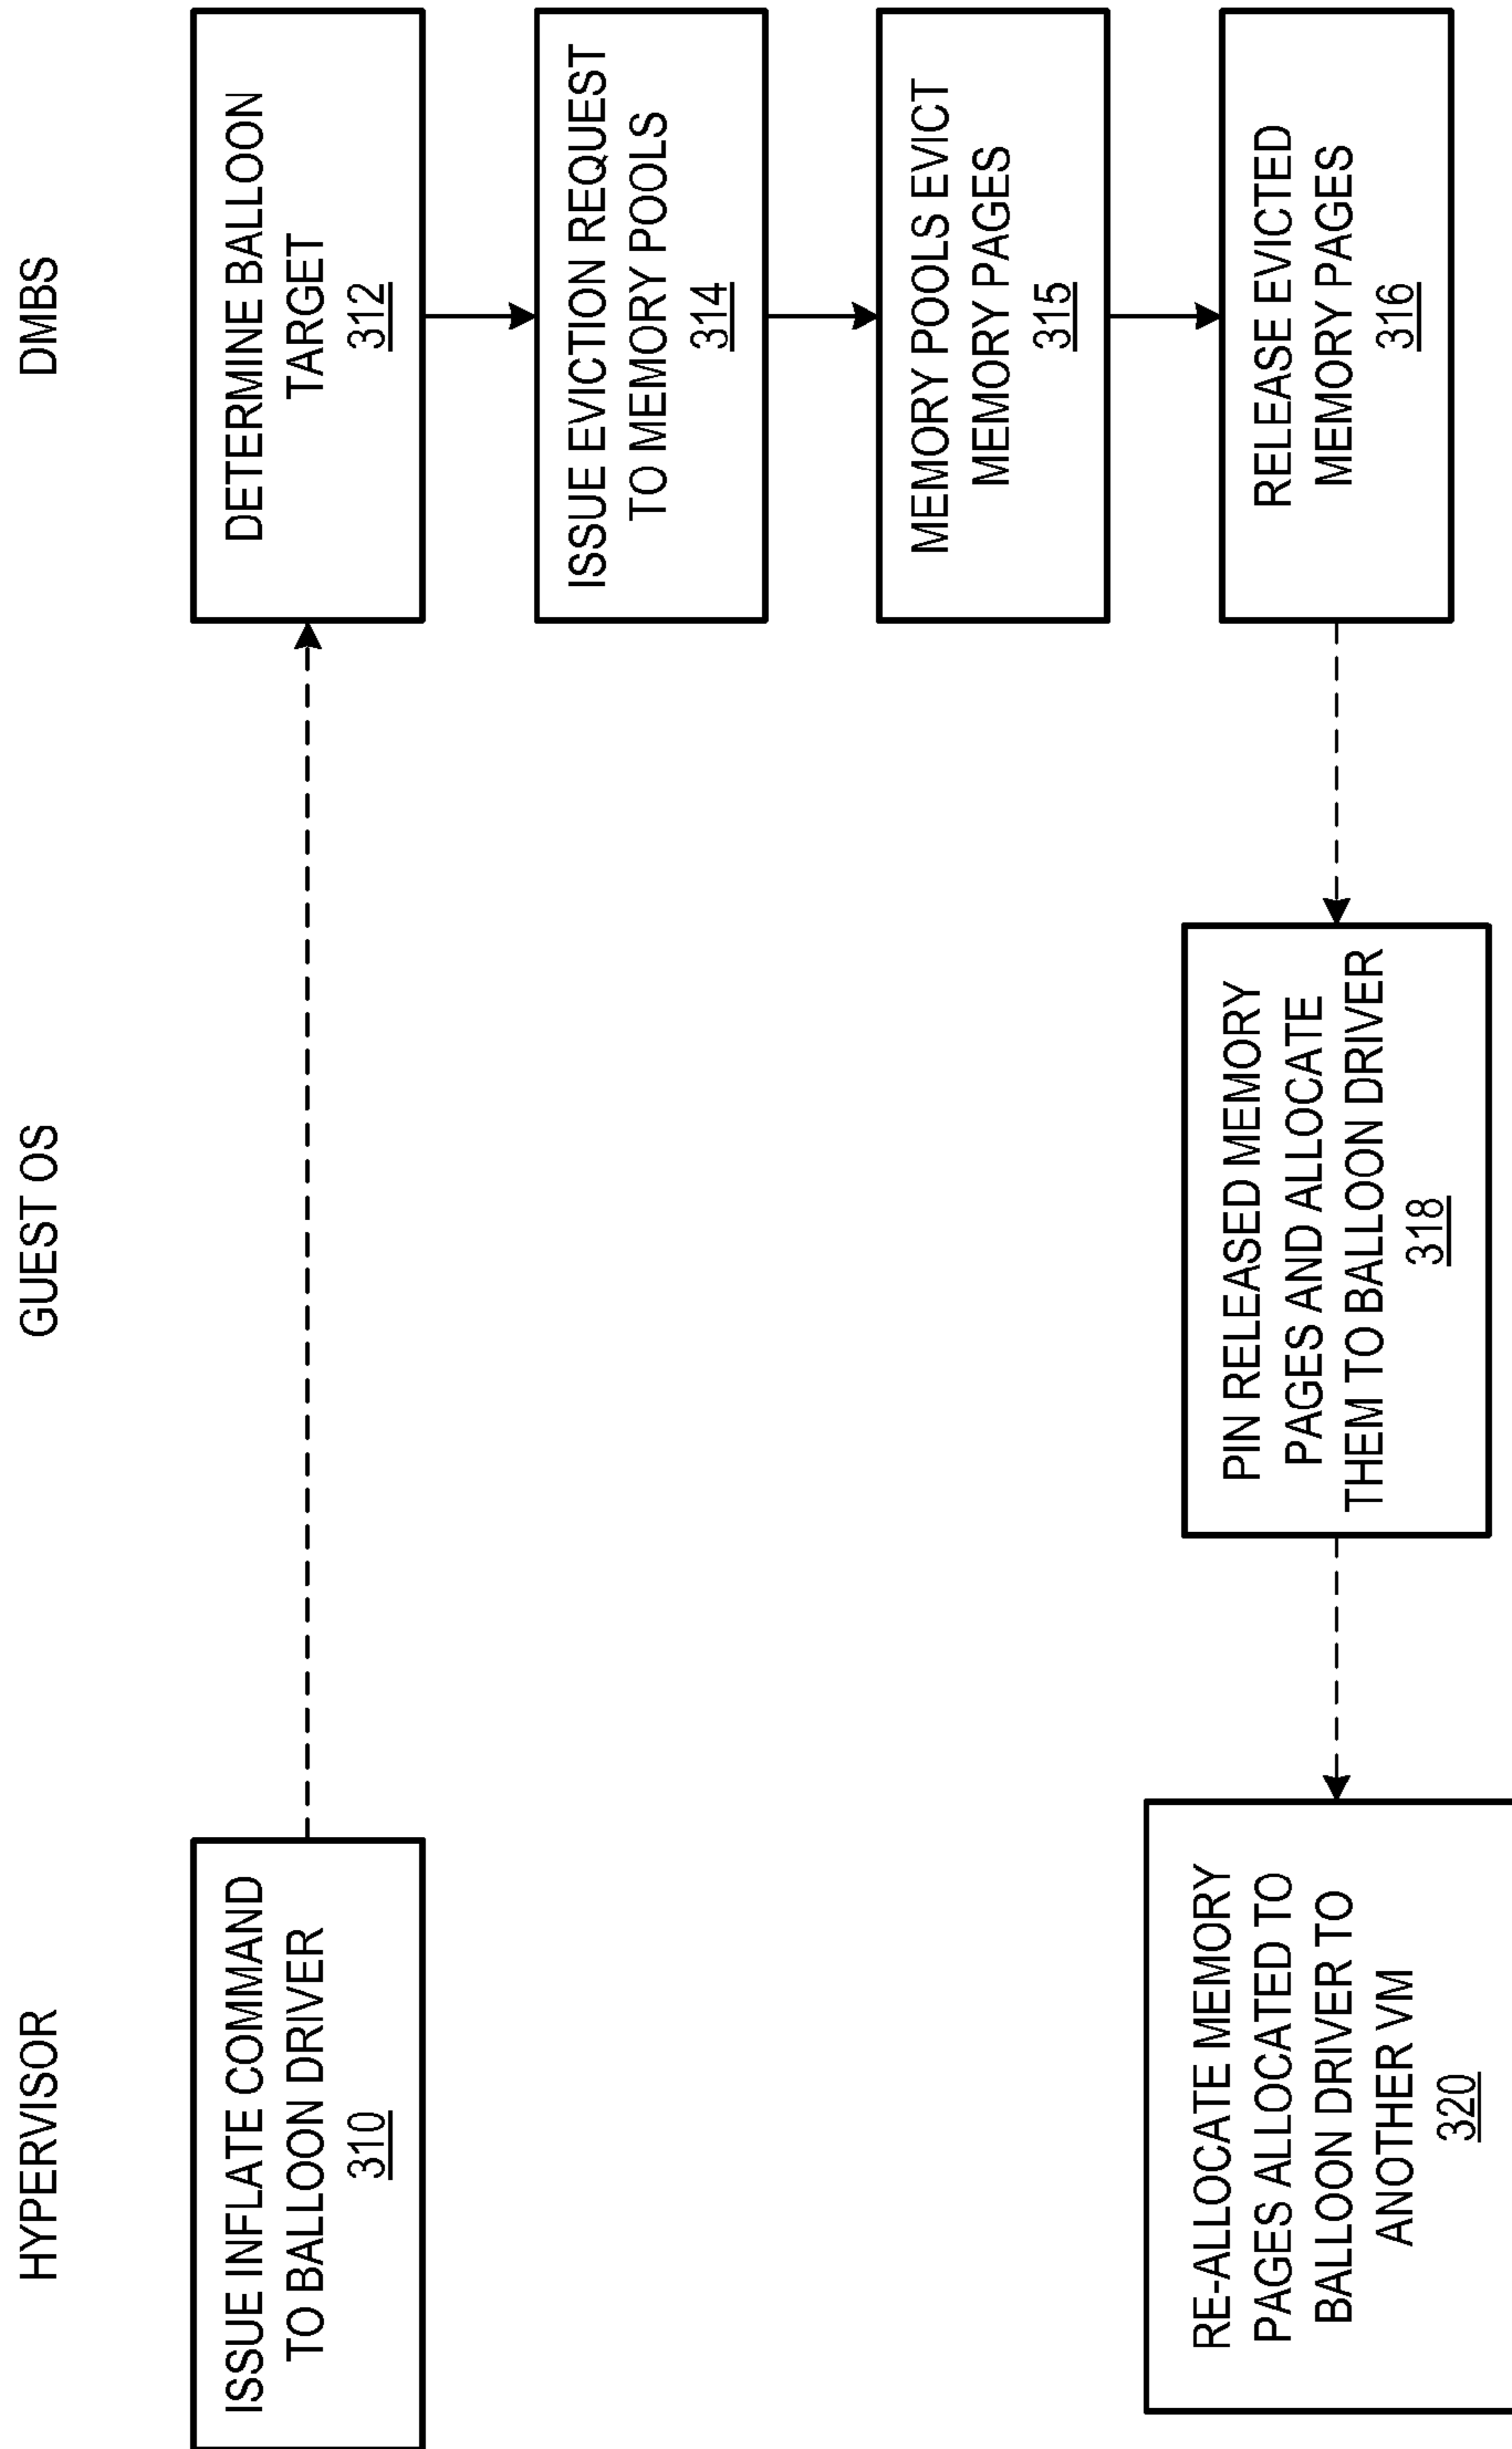 HYPERVISOR
GUEST OS
DMBS
ISSUE INFLATE COMMAND
TO BALLOON DRIVER
310
DETERMINE BALLOON
TARGET
312
ISSUE EVICTION REQUEST
TO MEMORY POOLS
314
MEMORY POOLS EVICT
MEMORY PAGES
315
RELEASE EVICTED
MEMORY PAGES
316
PIN RELEASED MEMORY
PAGES AND ALLOCATE
THEM TO BALLOON DRIVER
318
RE-ALLOCATE MEMORY
PAGES ALLOCATED TO
BALLOON DRIVER TO
ANOTHER VM
320